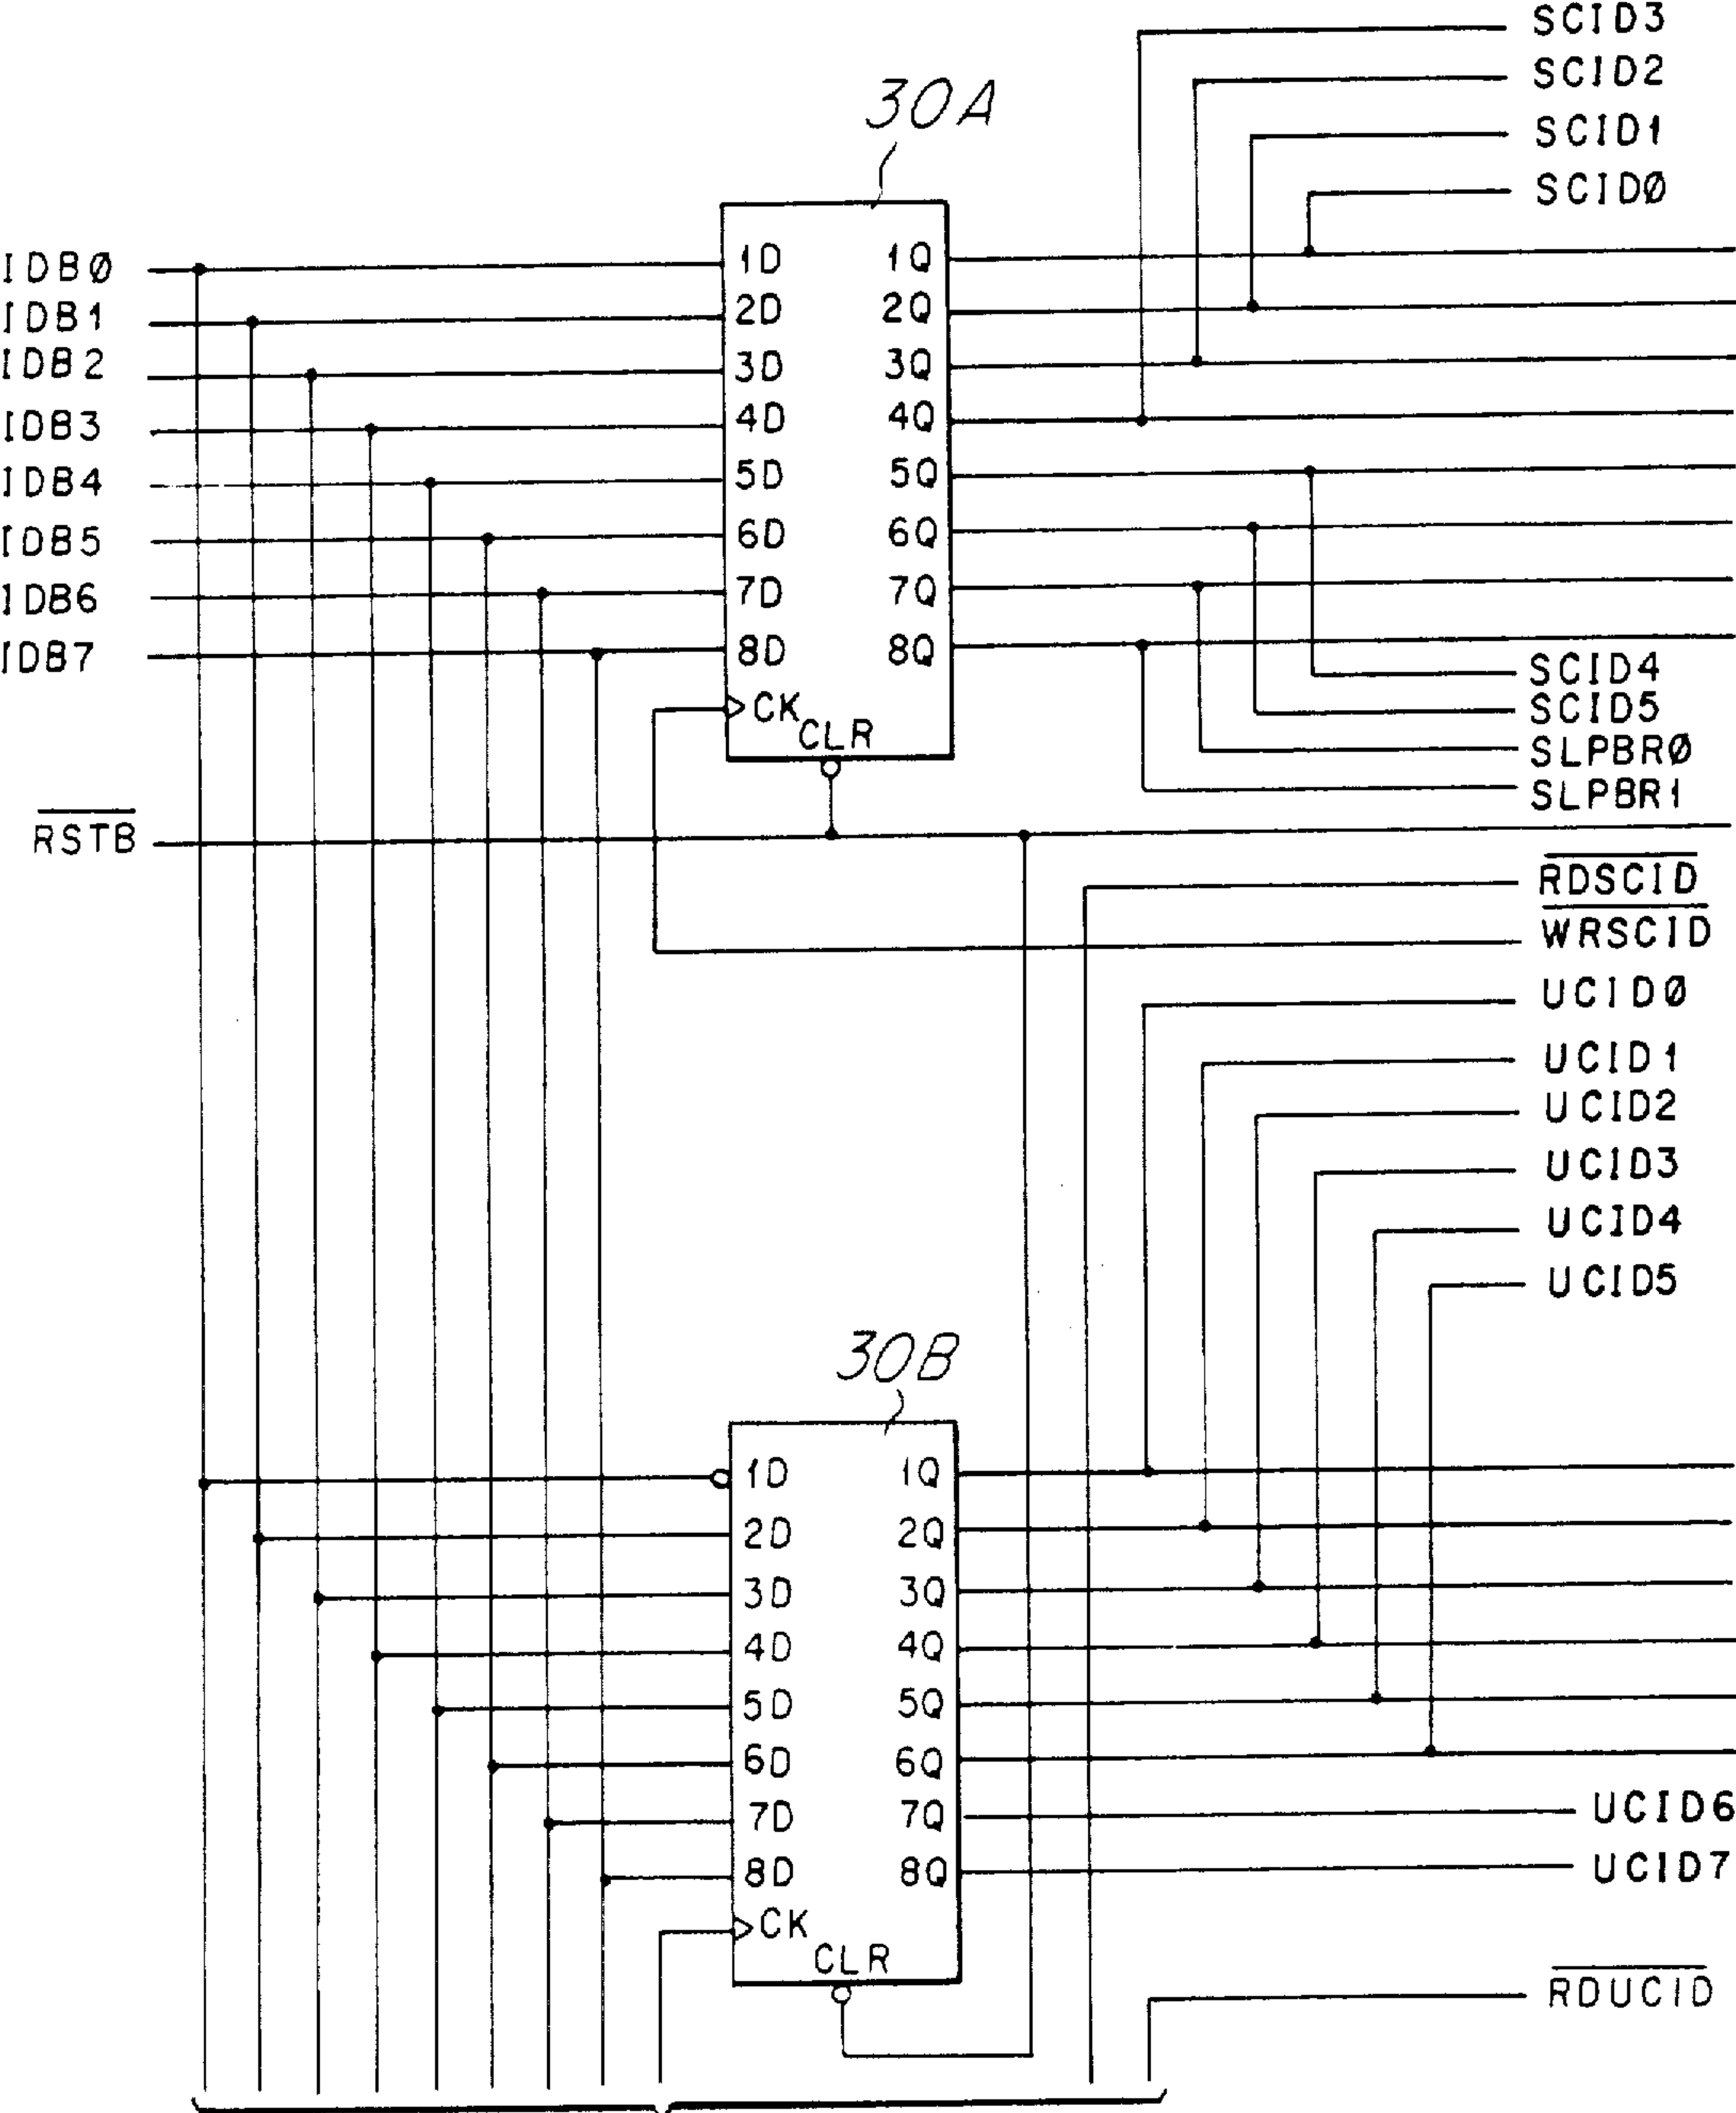 SCID3
SCID2
30A
SCID1
SCIDØ
IDBØ 1D 1Q
IDB1 2D 2Q
IDB2 3D 3Q
IDB3 4D 4Q
IDB4 5D 5Q
IDB5 6D 6Q
IDB6 7D 7Q
IDB7 8D 8Q
SCID4
CK SCID5
CLR SLPBRØ
SLPBR1
RSTB
RDSCID
WRSCID
UCIDØ
UCID1
UCID2
UCID3
UCID4
UCID5
30B
1D 1Q
2D 2Q
3D 3Q
4D 4Q
5D 5Q
6D 6Q
7D 7Q UCID6
8D 8Q UCID7
CK
CLR
RDUCID